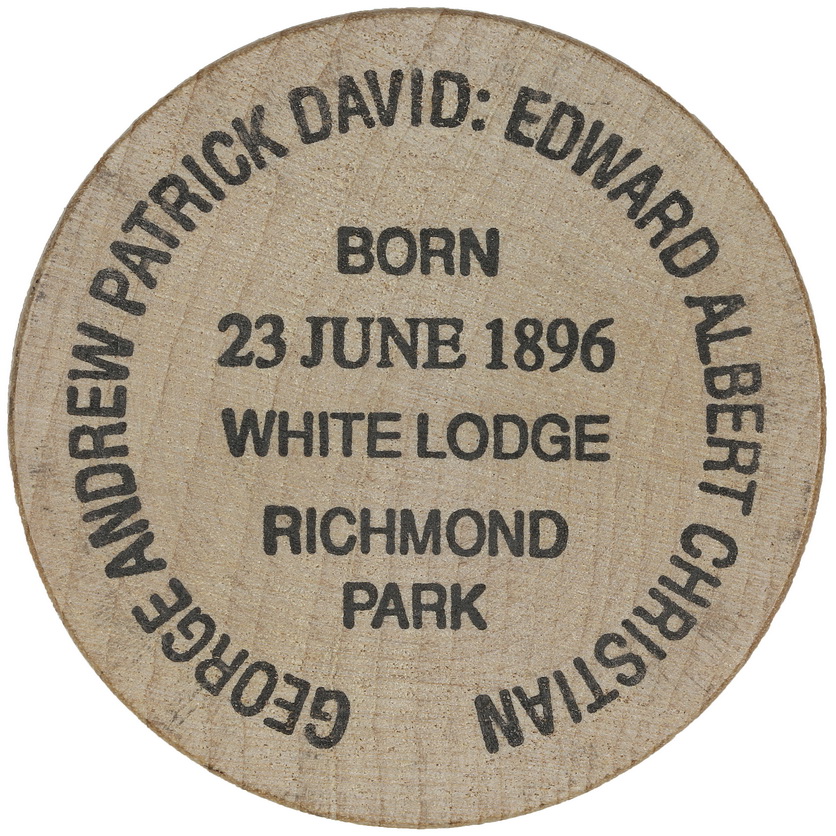 GEORGE ANDREW PATRICK DAVID: EDWARD ALBERT CHRISTIAN
BORN
23 JUNE 1896
WHITE LODGE
RICHMOND
PARK